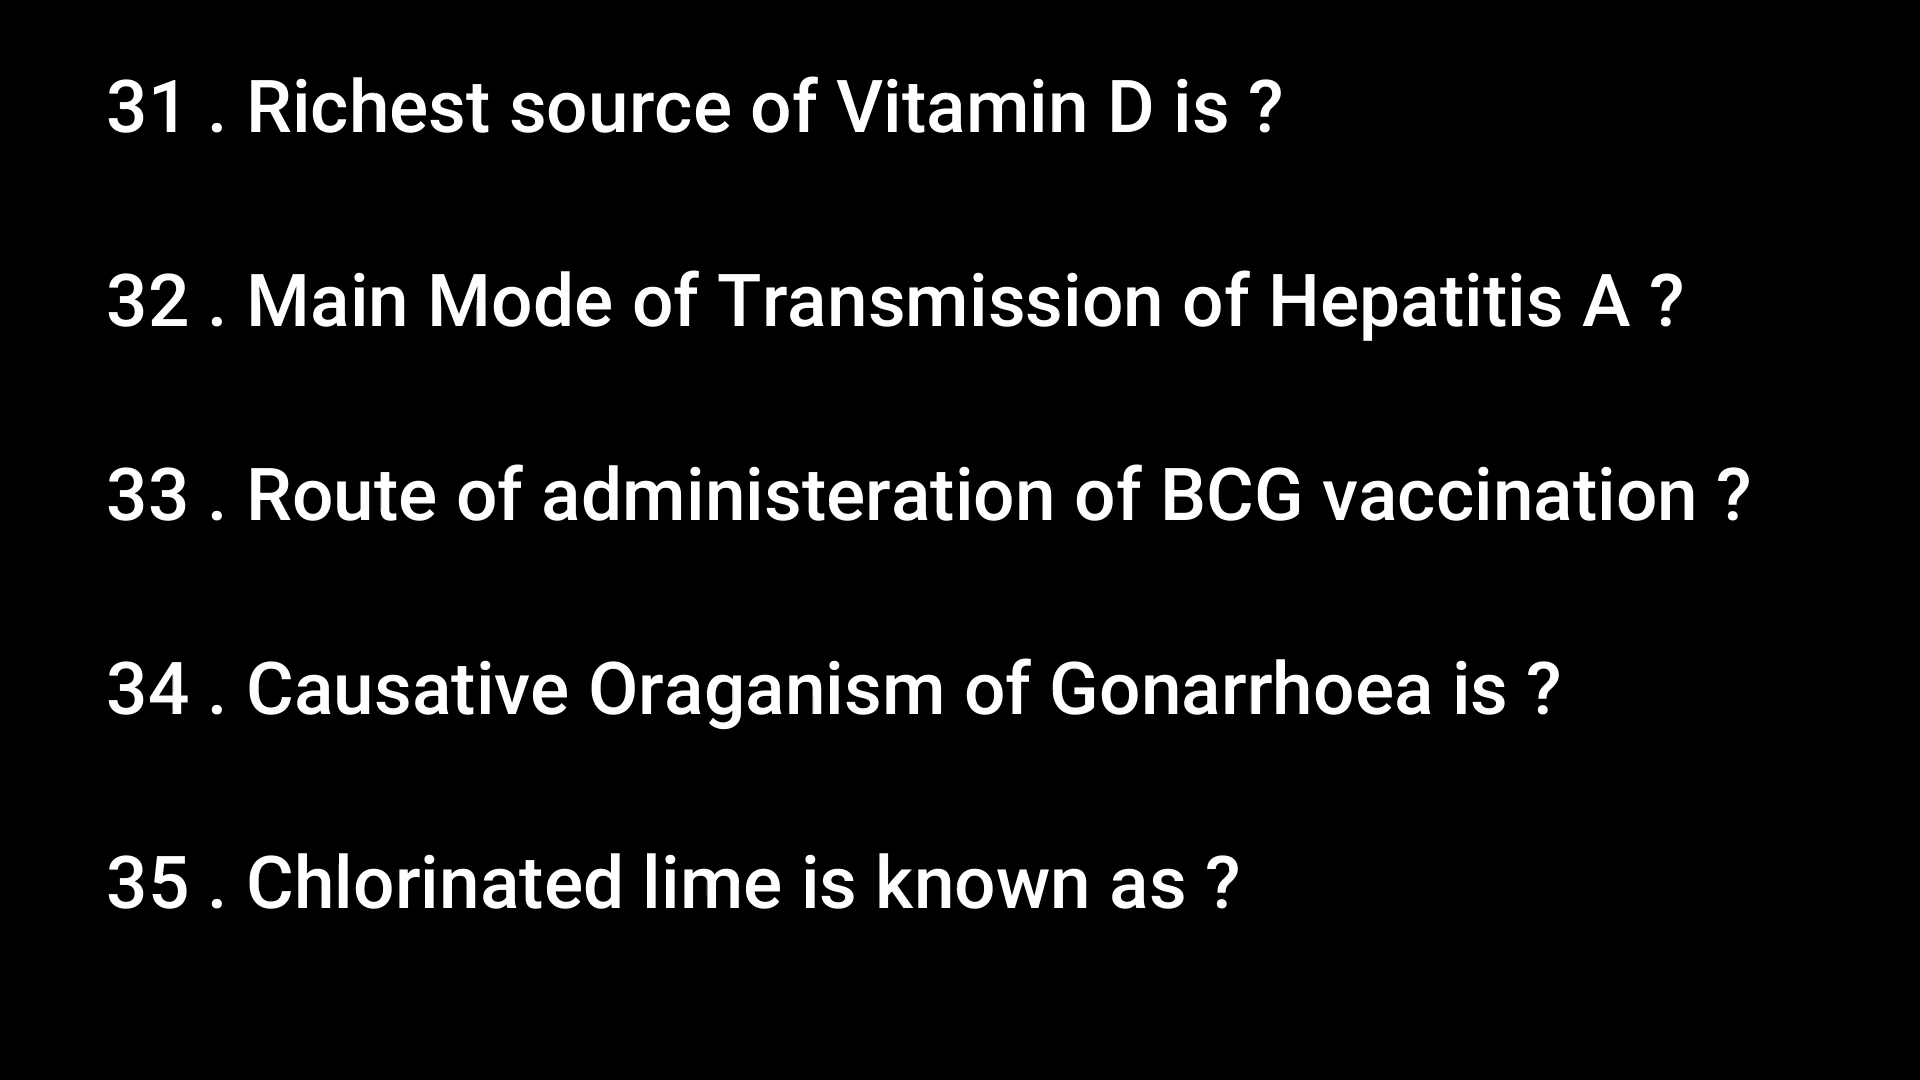 31 . Richest source of Vitamin D is ?
32 . Main Mode of Transmission of Hepatitis A ?
33 . Route of administeration of BCG vaccination ?
34 . Causative Oraganism of Gonarrhoea is ?
35 . Chlorinated lime is known as ?